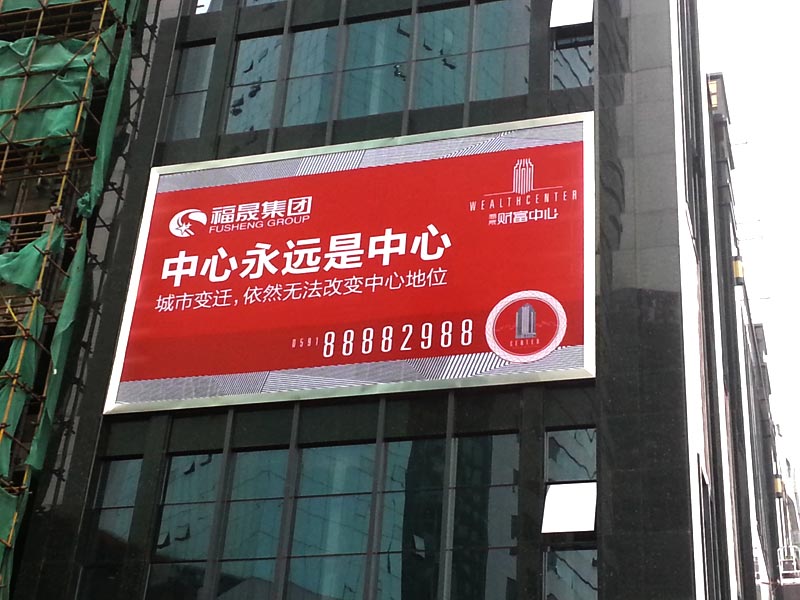 福晟集团
FUSHENG GROUP
WEALTHCENTER
财富中心
中心永远是中心
城市变迁,依然无法改变中心地位
0591 88882988
CENTER